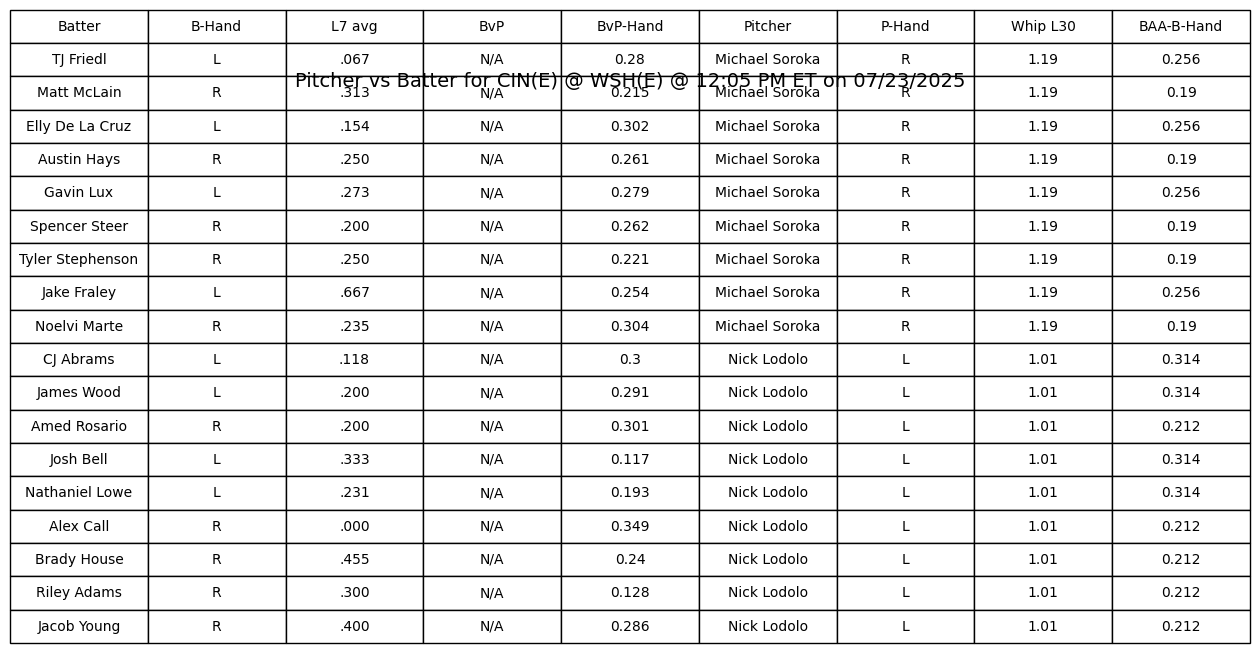 Batter B-Hand L7 avg BvP BvP-Hand Pitcher P-Hand Whip L30 BAA-B-Hand
TJ Friedl L .067 N/A 0.28 Michael Soroka R 1.19 0.256
Pitcher vs Batter for CIN(E) @ WSH(E) @ 12:05 PM ET on 07/23/2025
Matt McLain R .313 N/A 0.215 Michael Soroka R 1.19 0.19
Elly De La Cruz L .154 N/A 0.302 Michael Soroka R 1.19 0.256
Austin Hays R .250 N/A 0.261 Michael Soroka R 1.19 0.19
Gavin Lux L .273 N/A 0.279 Michael Soroka R 1.19 0.256
Spencer Steer R .200 N/A 0.262 Michael Soroka R 1.19 0.19
Tyler Stephenson R .250 N/A 0.221 Michael Soroka R 1.19 0.19
Jake Fraley L .667 N/A 0.254 Michael Soroka R 1.19 0.256
Noelvi Marte R .235 N/A 0.304 Michael Soroka R 1.19 0.19
CJ Abrams L .118 N/A 0.3 Nick Lodolo L 1.01 0.314
James Wood L .200 N/A 0.291 Nick Lodolo L 1.01 0.314
Amed Rosario R .200 N/A 0.301 Nick Lodolo L 1.01 0.212
Josh Bell L .333 N/A 0.117 Nick Lodolo L 1.01 0.314
Nathaniel Lowe L .231 N/A 0.193 Nick Lodolo L 1.01 0.314
Alex Call R .000 N/A 0.349 Nick Lodolo L 1.01 0.212
Brady House R .455 N/A 0.24 Nick Lodolo L 1.01 0.212
Riley Adams R .300 N/A 0.128 Nick Lodolo L 1.01 0.212
Jacob Young R .400 N/A 0.286 Nick Lodolo L 1.01 0.212